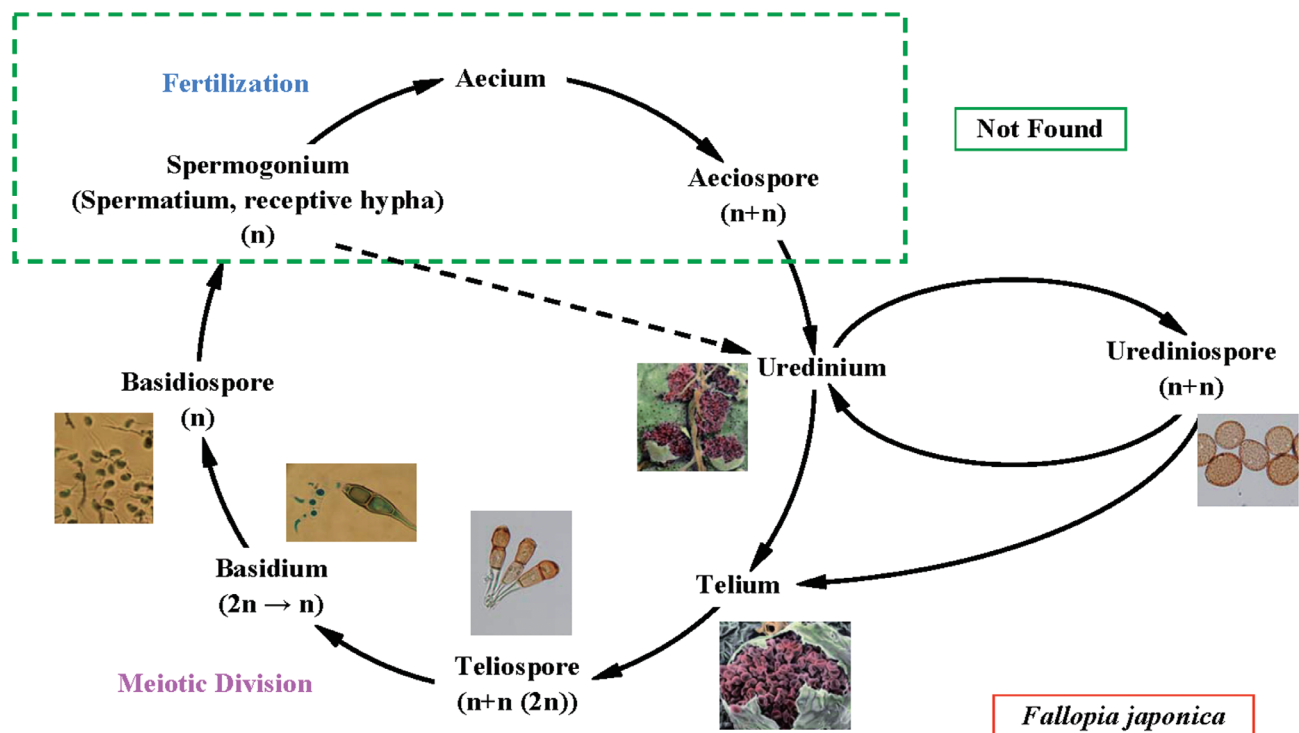 Fertilization
Aecium
Not Found
Spermogonium
(Spermatium, receptive hypha)
(n)
Aeciospore
(n+n)
Uredinium
Urediniospore
(n+n)
Basidiospore
(n)
Basidium
(2n → n)
Telium
Meiotic Division
Teliospore
(n+n (2n))
Fallopia japonica